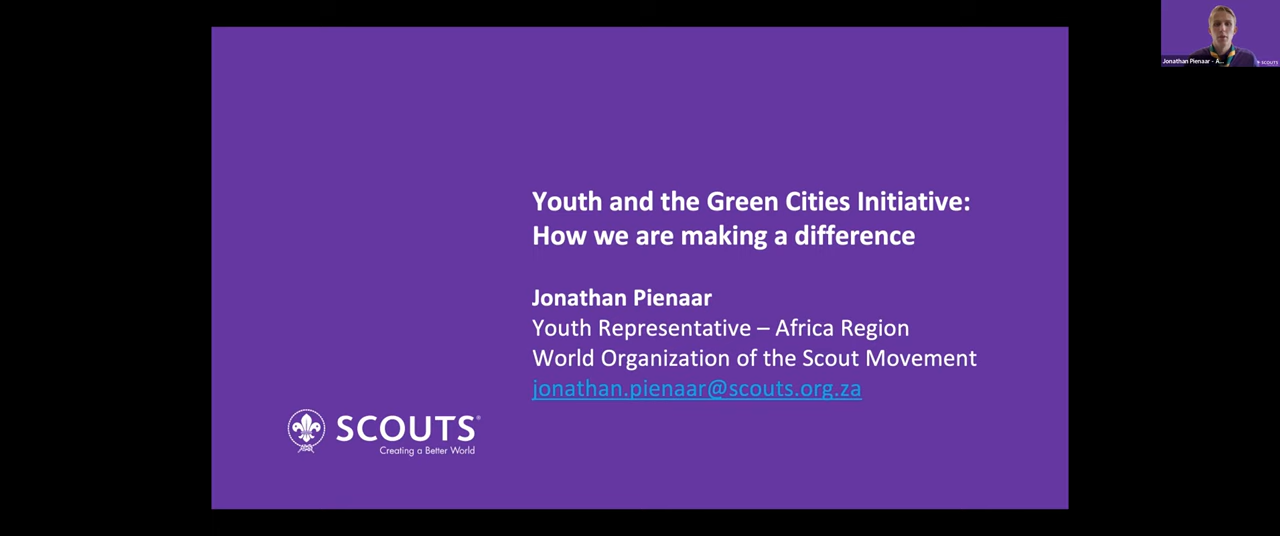 Youth and the Green Cities Initiative:
How we are making a difference
Jonathan Pienaar
Youth Representative – Africa Region
World Organization of the Scout Movement
jonathan.pienaar@scouts.org.za
SCOUTS®
Creating a Better World
Jonathan Pienaar - A...
SCOUTS